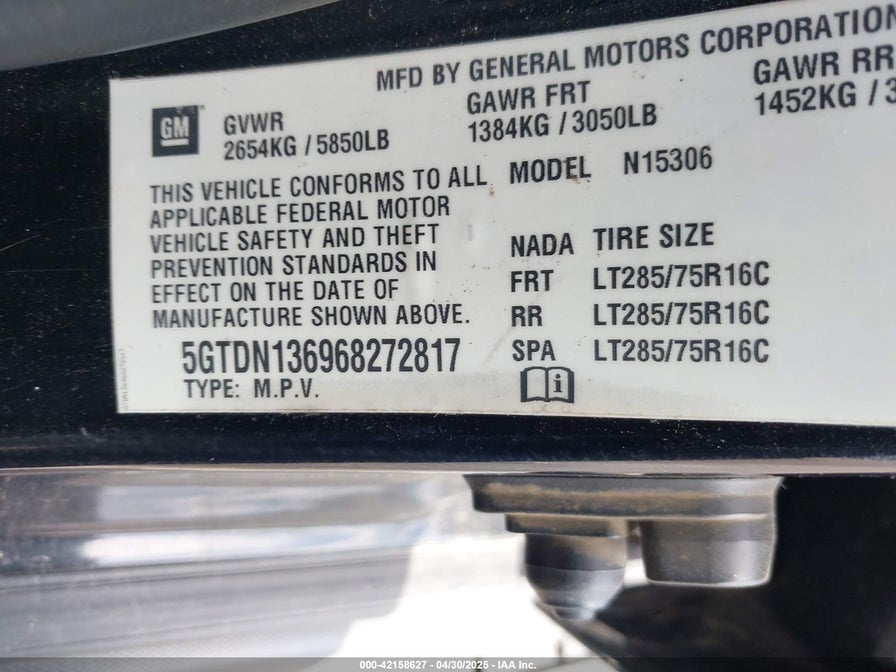 MFD BY GENERAL MOTORS CORPORATION
GM
GVWR
2654KG / 5850LB
GAWR FRT
1384KG / 3050LB
GAWR RR
1452KG / 3
THIS VEHICLE CONFORMS TO ALL
APPLICABLE FEDERAL MOTOR
VEHICLE SAFETY AND THEFT
PREVENTION STANDARDS IN
EFFECT ON THE DATE OF
MANUFACTURE SHOWN ABOVE.
5GTDN136968272817
TYPE: M.P.V.
MODEL N15306
NADA TIRE SIZE
FRT LT285/75R16C
RR LT285/75R16C
SPA LT285/75R16C
i
000-42158627 - 04/30/2025 - IAA Inc.